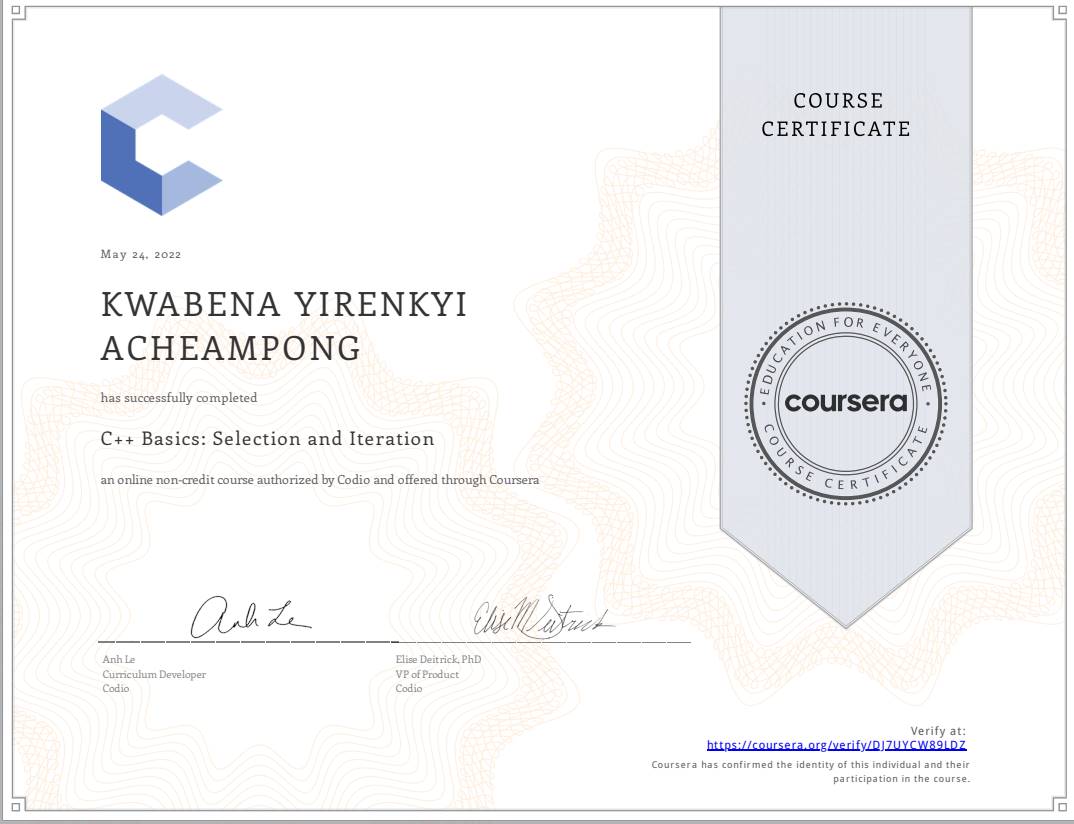 COURSE
CERTIFICATE
May 24, 2022
KWABENA YIRENKYI
ACHEAMPONG
has successfully completed
C++ Basics: Selection and Iteration
an online non-credit course authorized by Codio and offered through Coursera
EDUCATION FOR EVERYONE
coursera
COURSE CERTIFICATE
Anh Le
Elise M Deitrick
Anh Le
Curriculum Developer
Codio
Elise Deitrick, PhD
VP of Product
Codio
Verify at:
https://coursera.org/verify/DJ7UYCW89LDZ
Coursera has confirmed the identity of this individual and their
participation in the course.